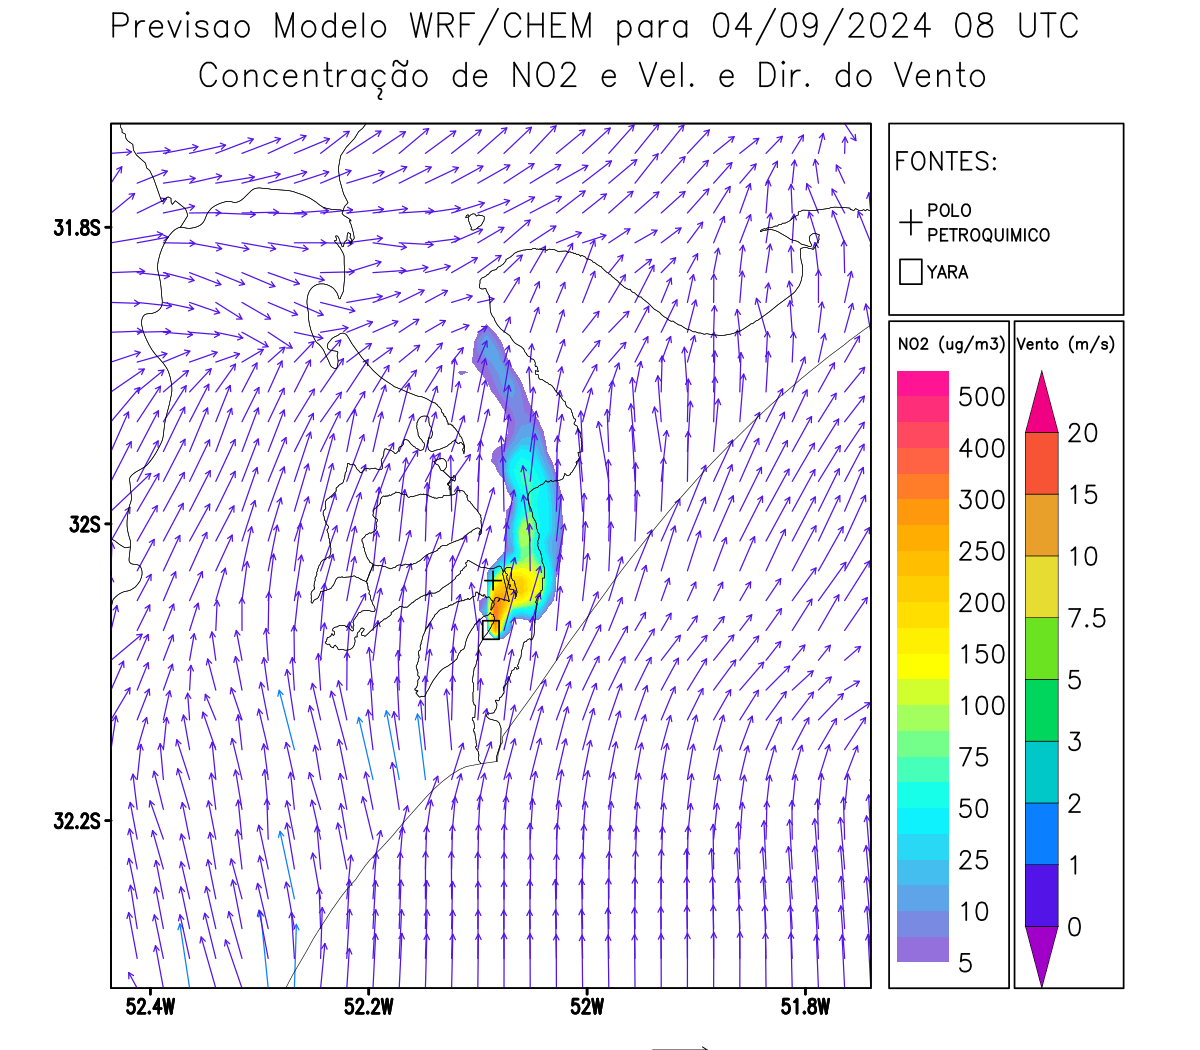 Previsao Modelo WRF/CHEM para 04/09/2024 08 UTC
Concentração de NO2 e Vel. e Dir. do Vento
FONTES:
POLO
PETROQUIMICO
YARA
31.8S
32S
32.2S
52.4W
52.2W
52W
51.8W
NO2 (ug/m3)
500
400
300
250
200
150
100
75
50
25
10
5
Vento (m/s)
20
15
10
7.5
5
3
2
1
0